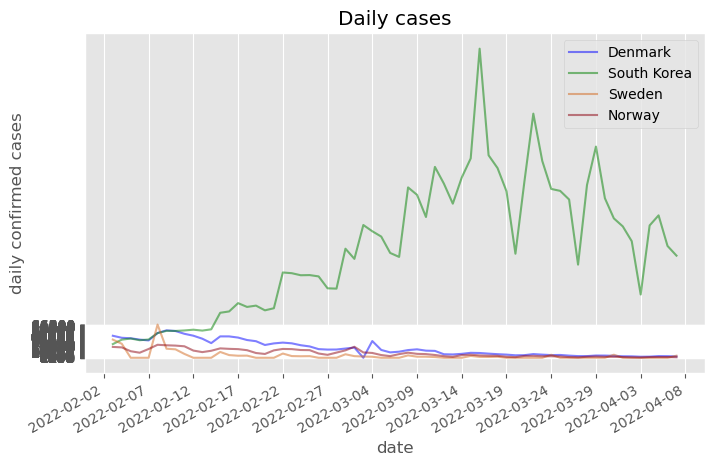 Daily cases
Denmark
South Korea
Sweden
Norway
daily confirmed cases
2022-02-02
2022-02-07
2022-02-12
2022-02-17
2022-02-22
2022-02-27
2022-03-04
2022-03-09
2022-03-14
2022-03-19
2022-03-24
2022-03-29
2022-04-03
2022-04-08
date